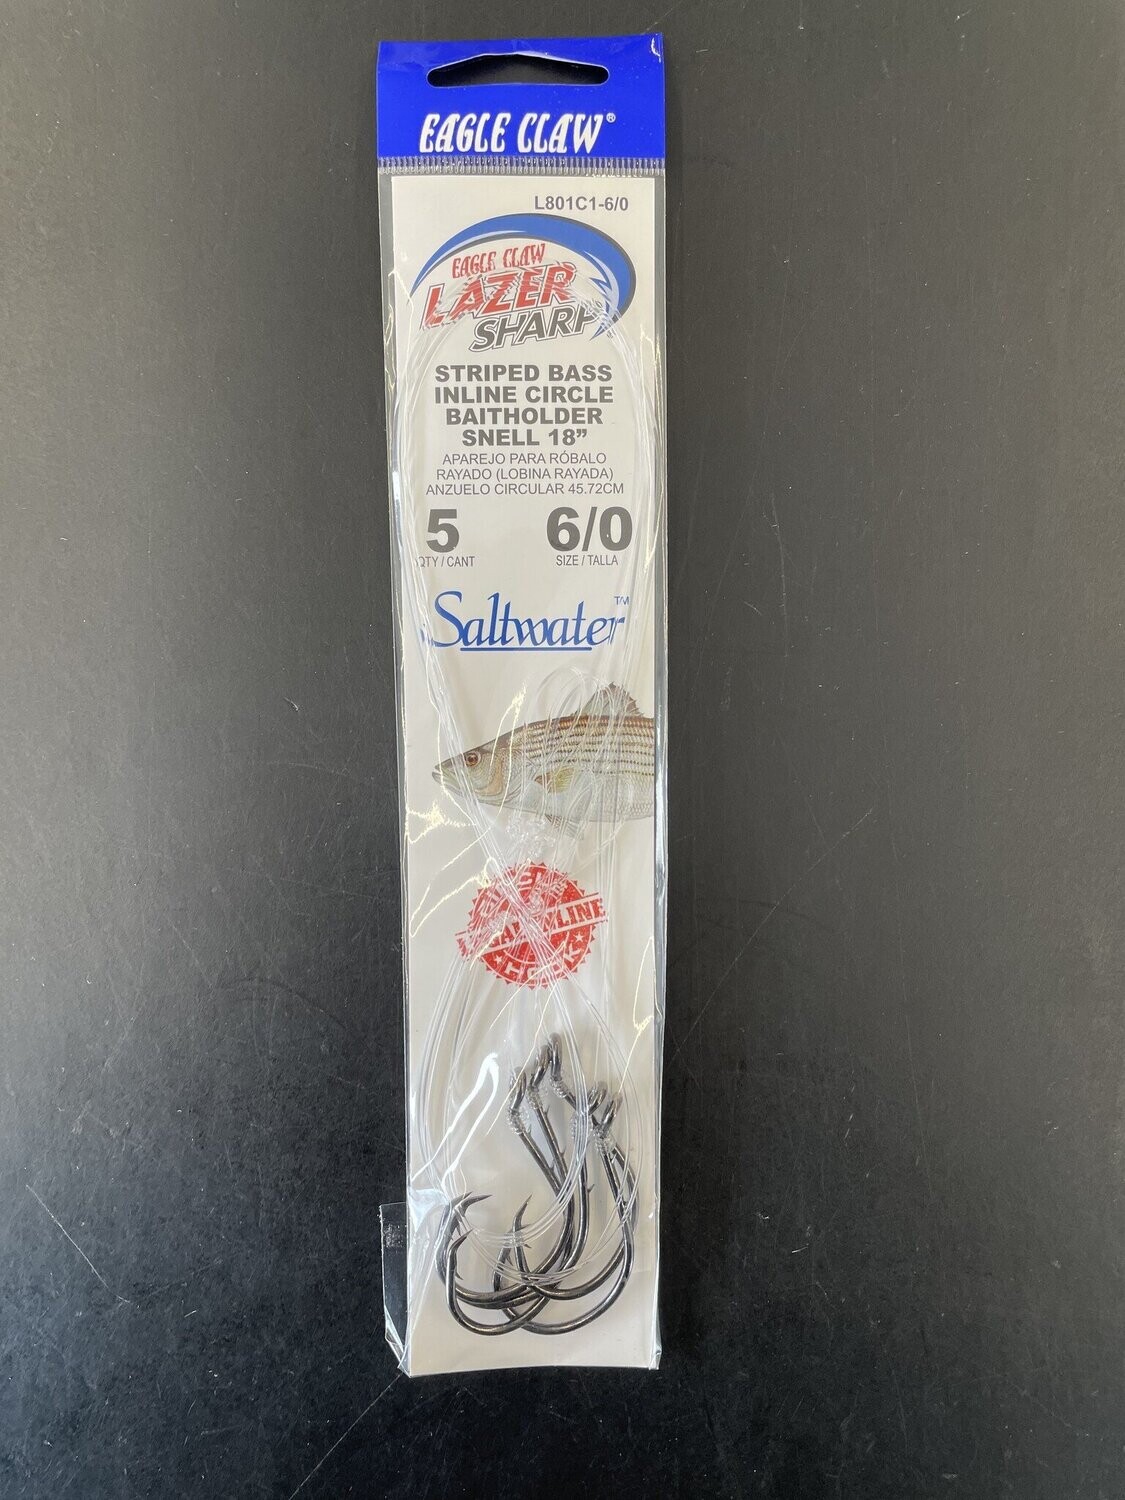 EAGLE CLAW®
L801C1-6/0
EAGLE CLAW
LAZER
SHARP
STRIPED BASS
INLINE CIRCLE
BAITHOLDER
SNELL 18”
APAREJO PARA RÓBALO
RAYADO (LOBINA RAYADA)
ANZUELO CIRCULAR 45.72CM
5 6/0
QTY / CANT SIZE / TALLA
Saltwater™
INLINE